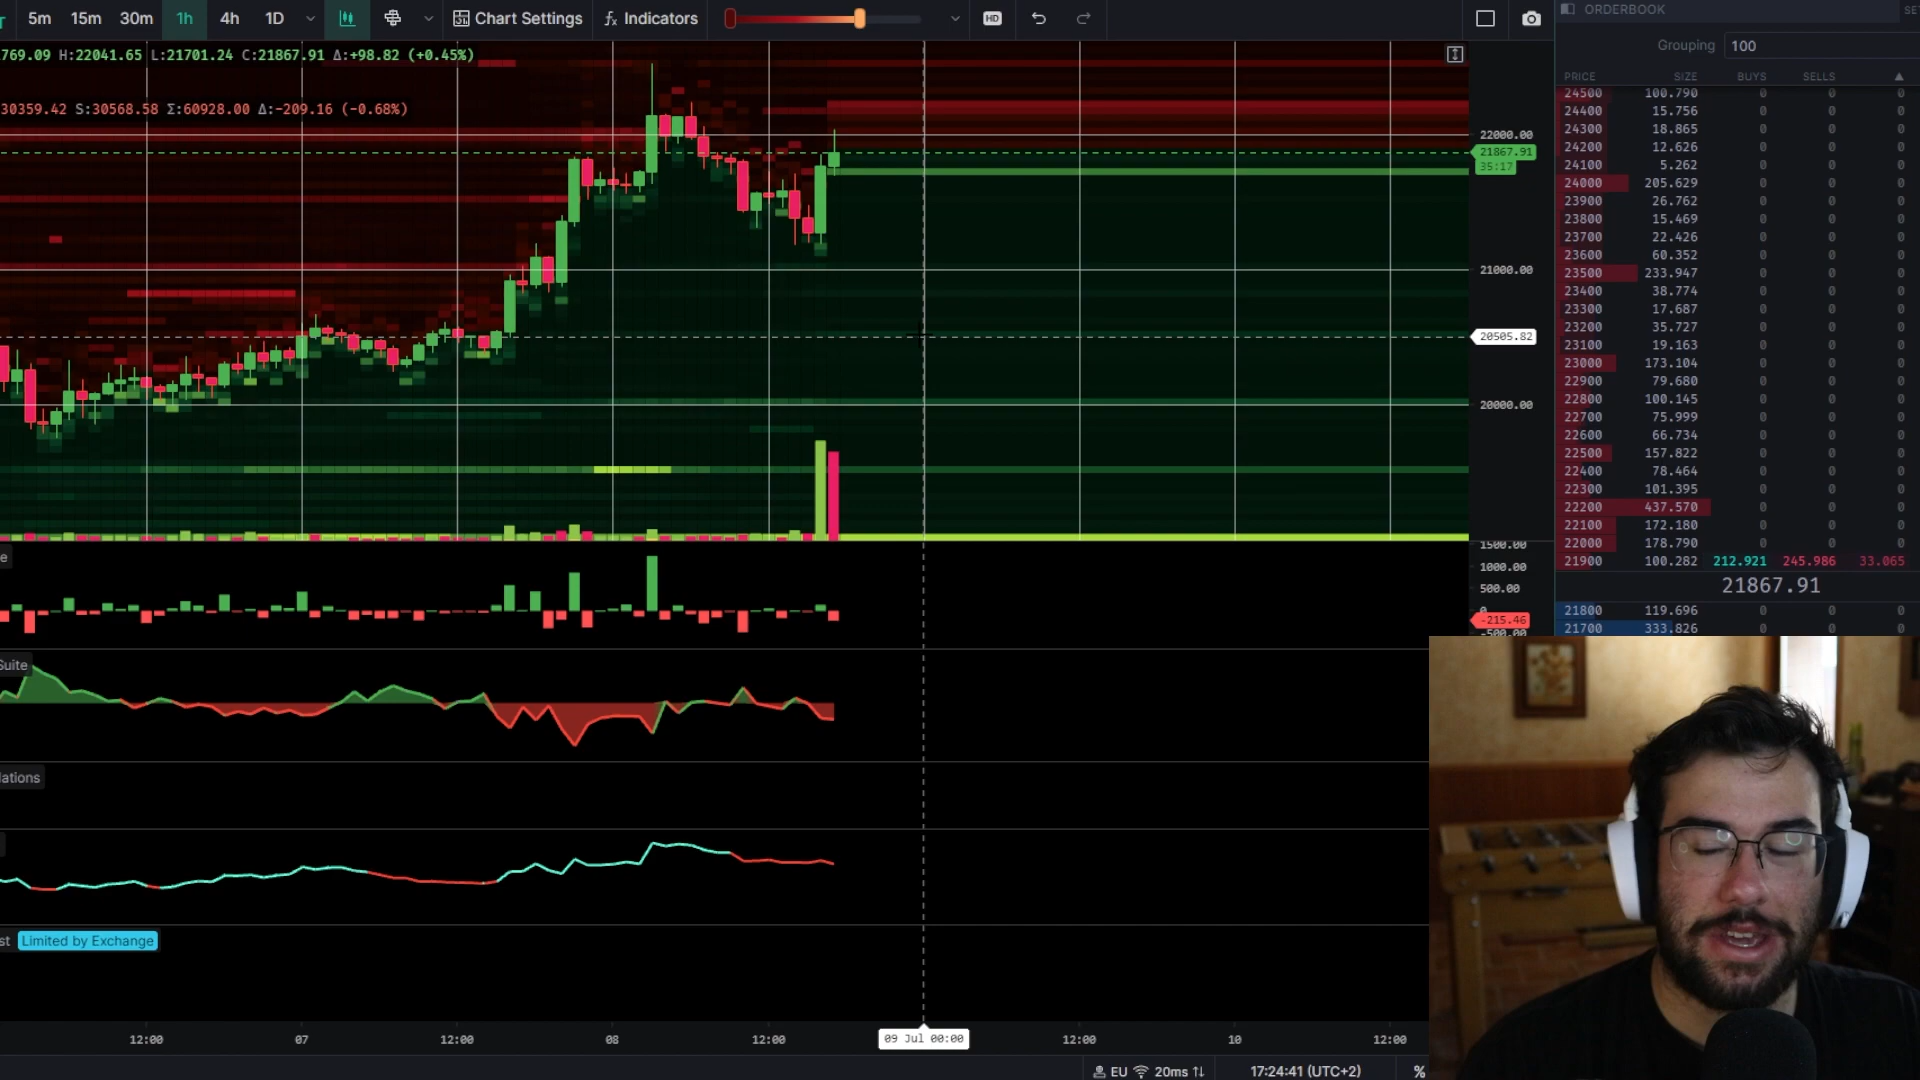 5m 15m 30m 1h 4h 1D Chart Settings fx Indicators HD
769.09 H:22041.65 L:21701.24 C:21867.91 Δ:+98.82 (+0.45%)
30359.42 S:30568.58 Σ:60928.00 Δ:-209.16 (-0.68%)
22000.00
21867.91
35:17
21000.00
20505.82
20000.00
1500.00
1000.00
500.00
0
-215.46
-500.00
e
Suite
lations
st Limited by Exchange
12:00 07 12:00 08 12:00 09 Jul 00:00 12:00 10 12:00
EU 20ms 17:24:41 (UTC+2) %
ORDERBOOK SE
Grouping 100
PRICE SIZE BUYS SELLS
24500 100.790 0 0 0
24400 15.756 0 0 0
24300 18.865 0 0 0
24200 12.626 0 0 0
24100 5.262 0 0 0
24000 205.629 0 0 0
23900 26.762 0 0 0
23800 15.469 0 0 0
23700 22.426 0 0 0
23600 60.352 0 0 0
23500 233.947 0 0 0
23400 38.774 0 0 0
23300 17.687 0 0 0
23200 35.727 0 0 0
23100 19.163 0 0 0
23000 173.104 0 0 0
22900 79.680 0 0 0
22800 100.145 0 0 0
22700 75.999 0 0 0
22600 66.734 0 0 0
22500 157.822 0 0 0
22400 78.464 0 0 0
22300 101.395 0 0 0
22200 437.570 0 0 0
22100 172.180 0 0 0
22000 178.790 0 0 0
21900 100.282 212.921 245.986 33.065
21867.91
21800 119.696 0 0 0
21700 333.826 0 0 0